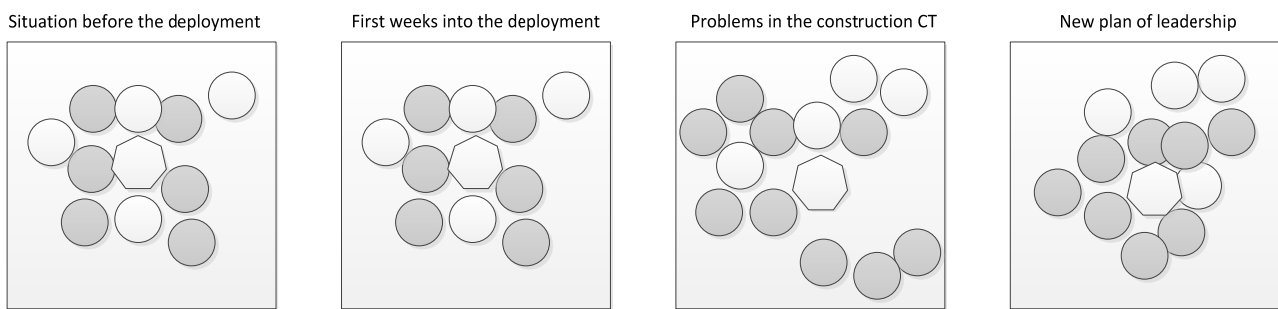 Situation before the deployment
First weeks into the deployment
Problems in the construction CT
New plan of leadership